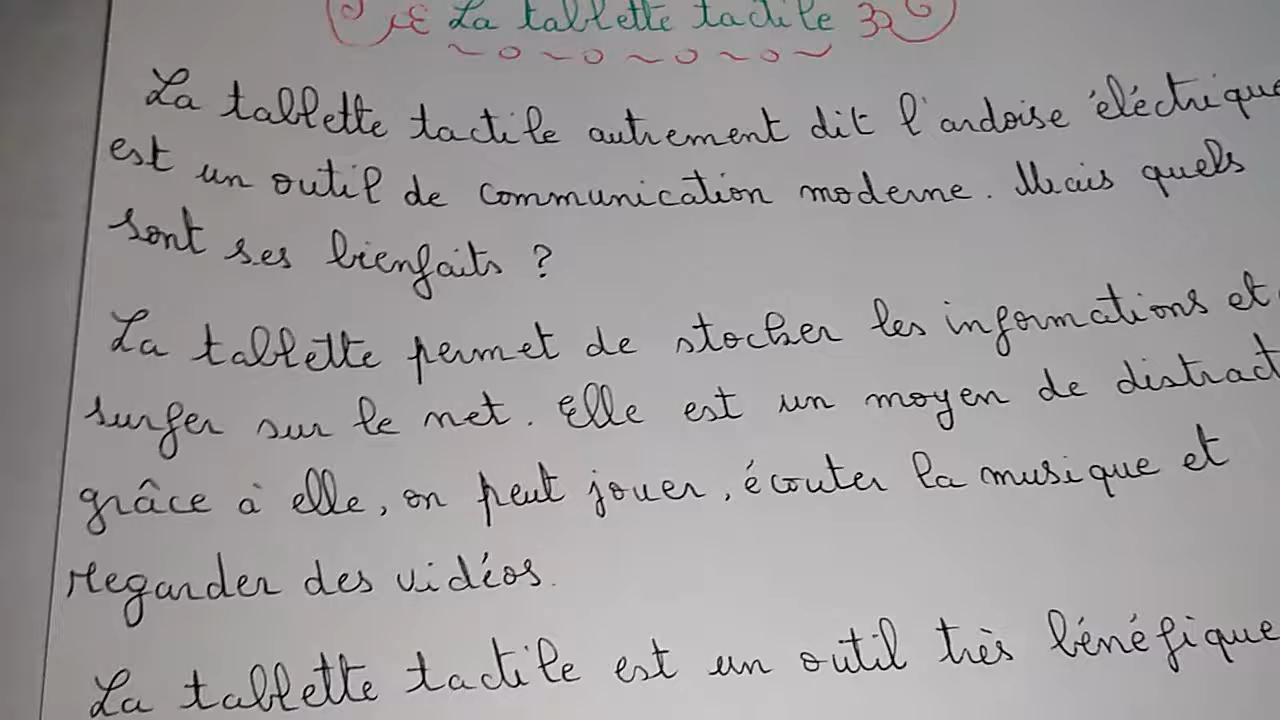 La tablette tactile
La tablette tactile autrement dit l'ardoise éléctrique
est un outil de communication moderne. Mais quels
sont ses bienfaits ?
La tablette permet de stocker les informations et
surfer sur le net. Elle est un moyen de distract
grâce à elle, on peut jouer, écouter la musique et
regarder des vidéos.
La tablette tactile est un outil très bénéfique